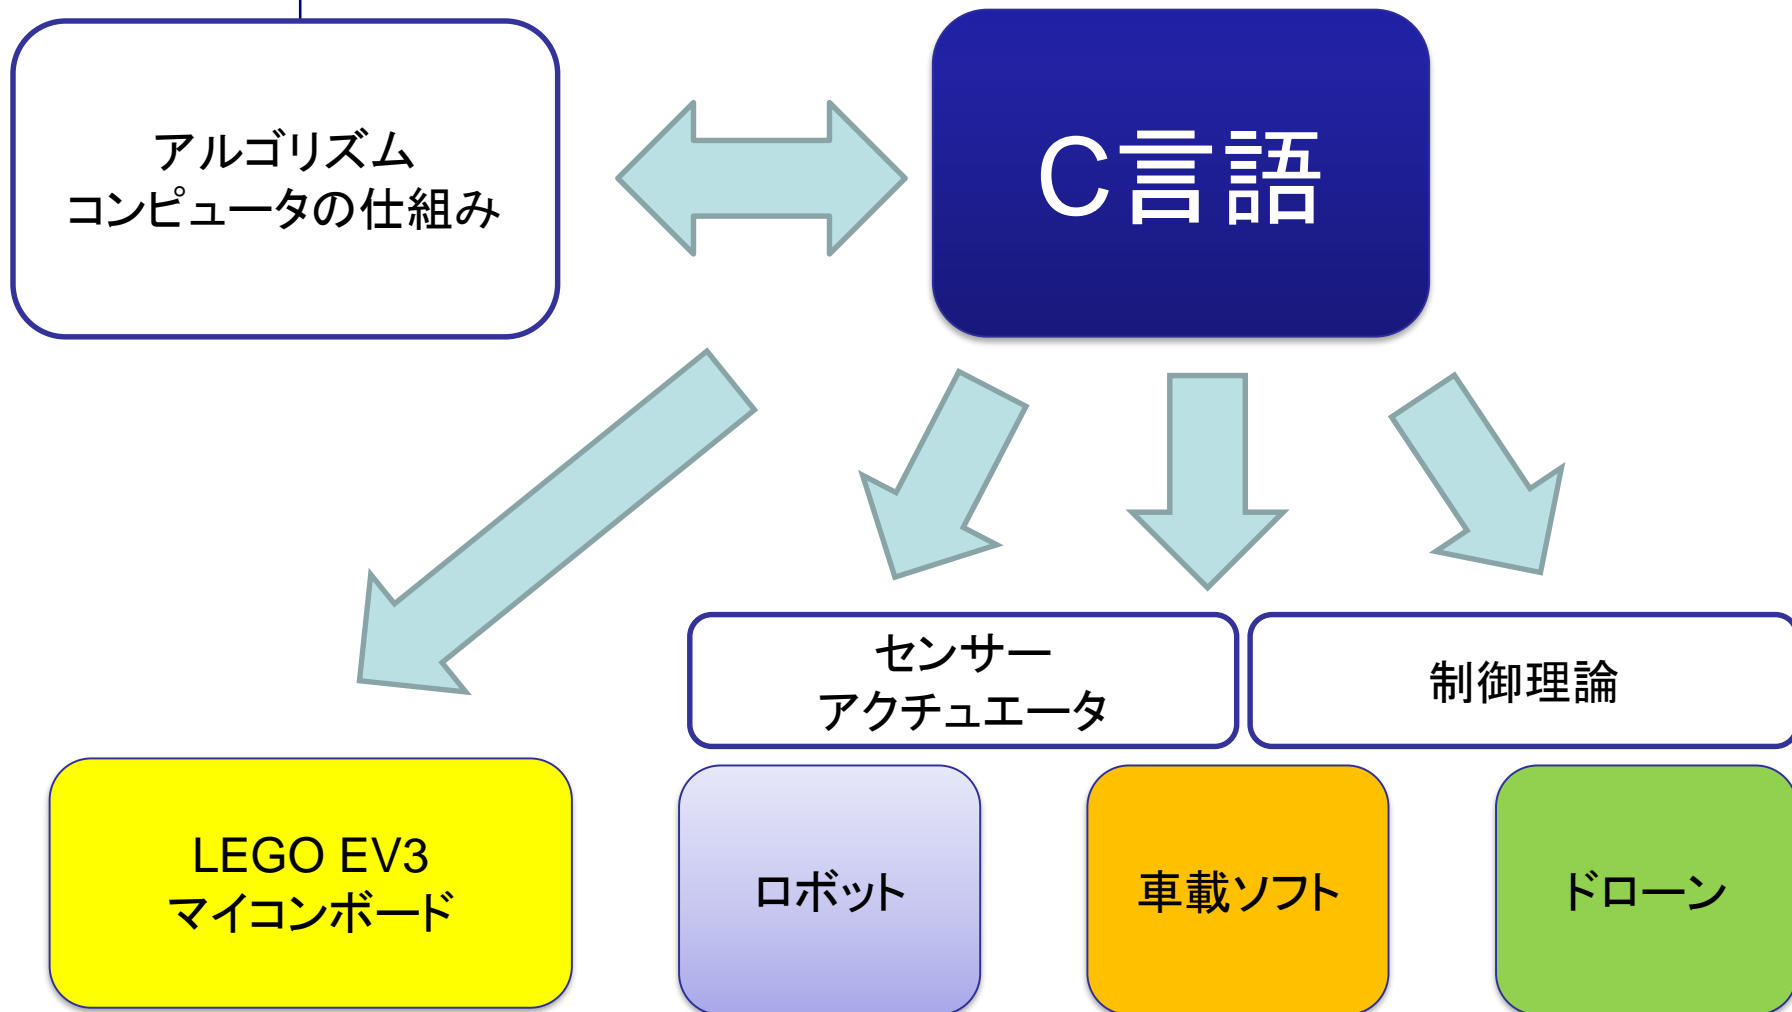 アルゴリズム
コンピュータの仕組み
C言語
センサー
アクチュエータ
制御理論
LEGO EV3
マイコンボード
ロボット
車載ソフト
ドローン